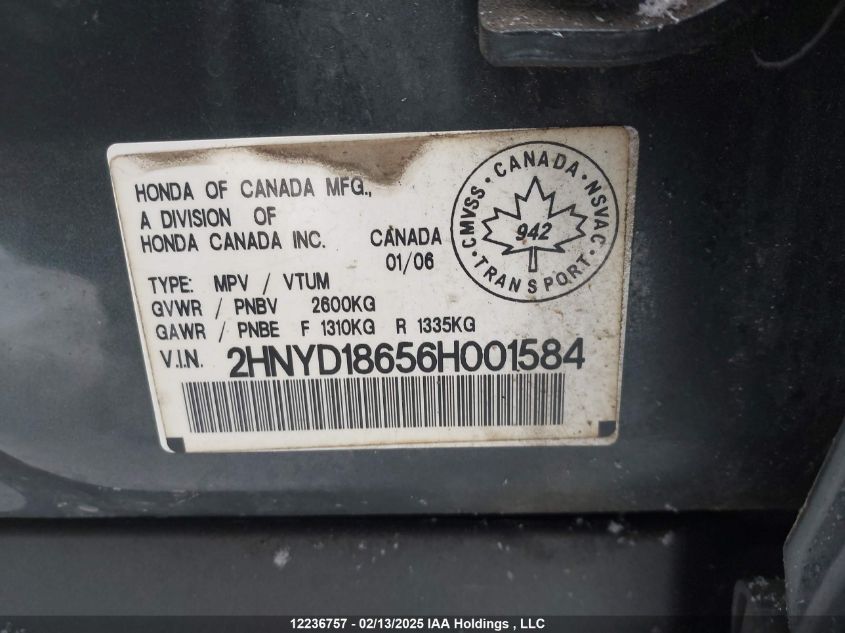 HONDA OF CANADA MFG.,
A DIVISION OF
HONDA CANADA INC. CANADA
01/06
TYPE: MPV / VTUM
GVWR / PNBV 2600KG
GAWR / PNBE F 1310KG R 1335KG
V.I.N. 2HNYD18656H001584
CMVSS • CANADA • NSVAC • TRANSPORT •
942
12236757 - 02/13/2025 IAA Holdings , LLC